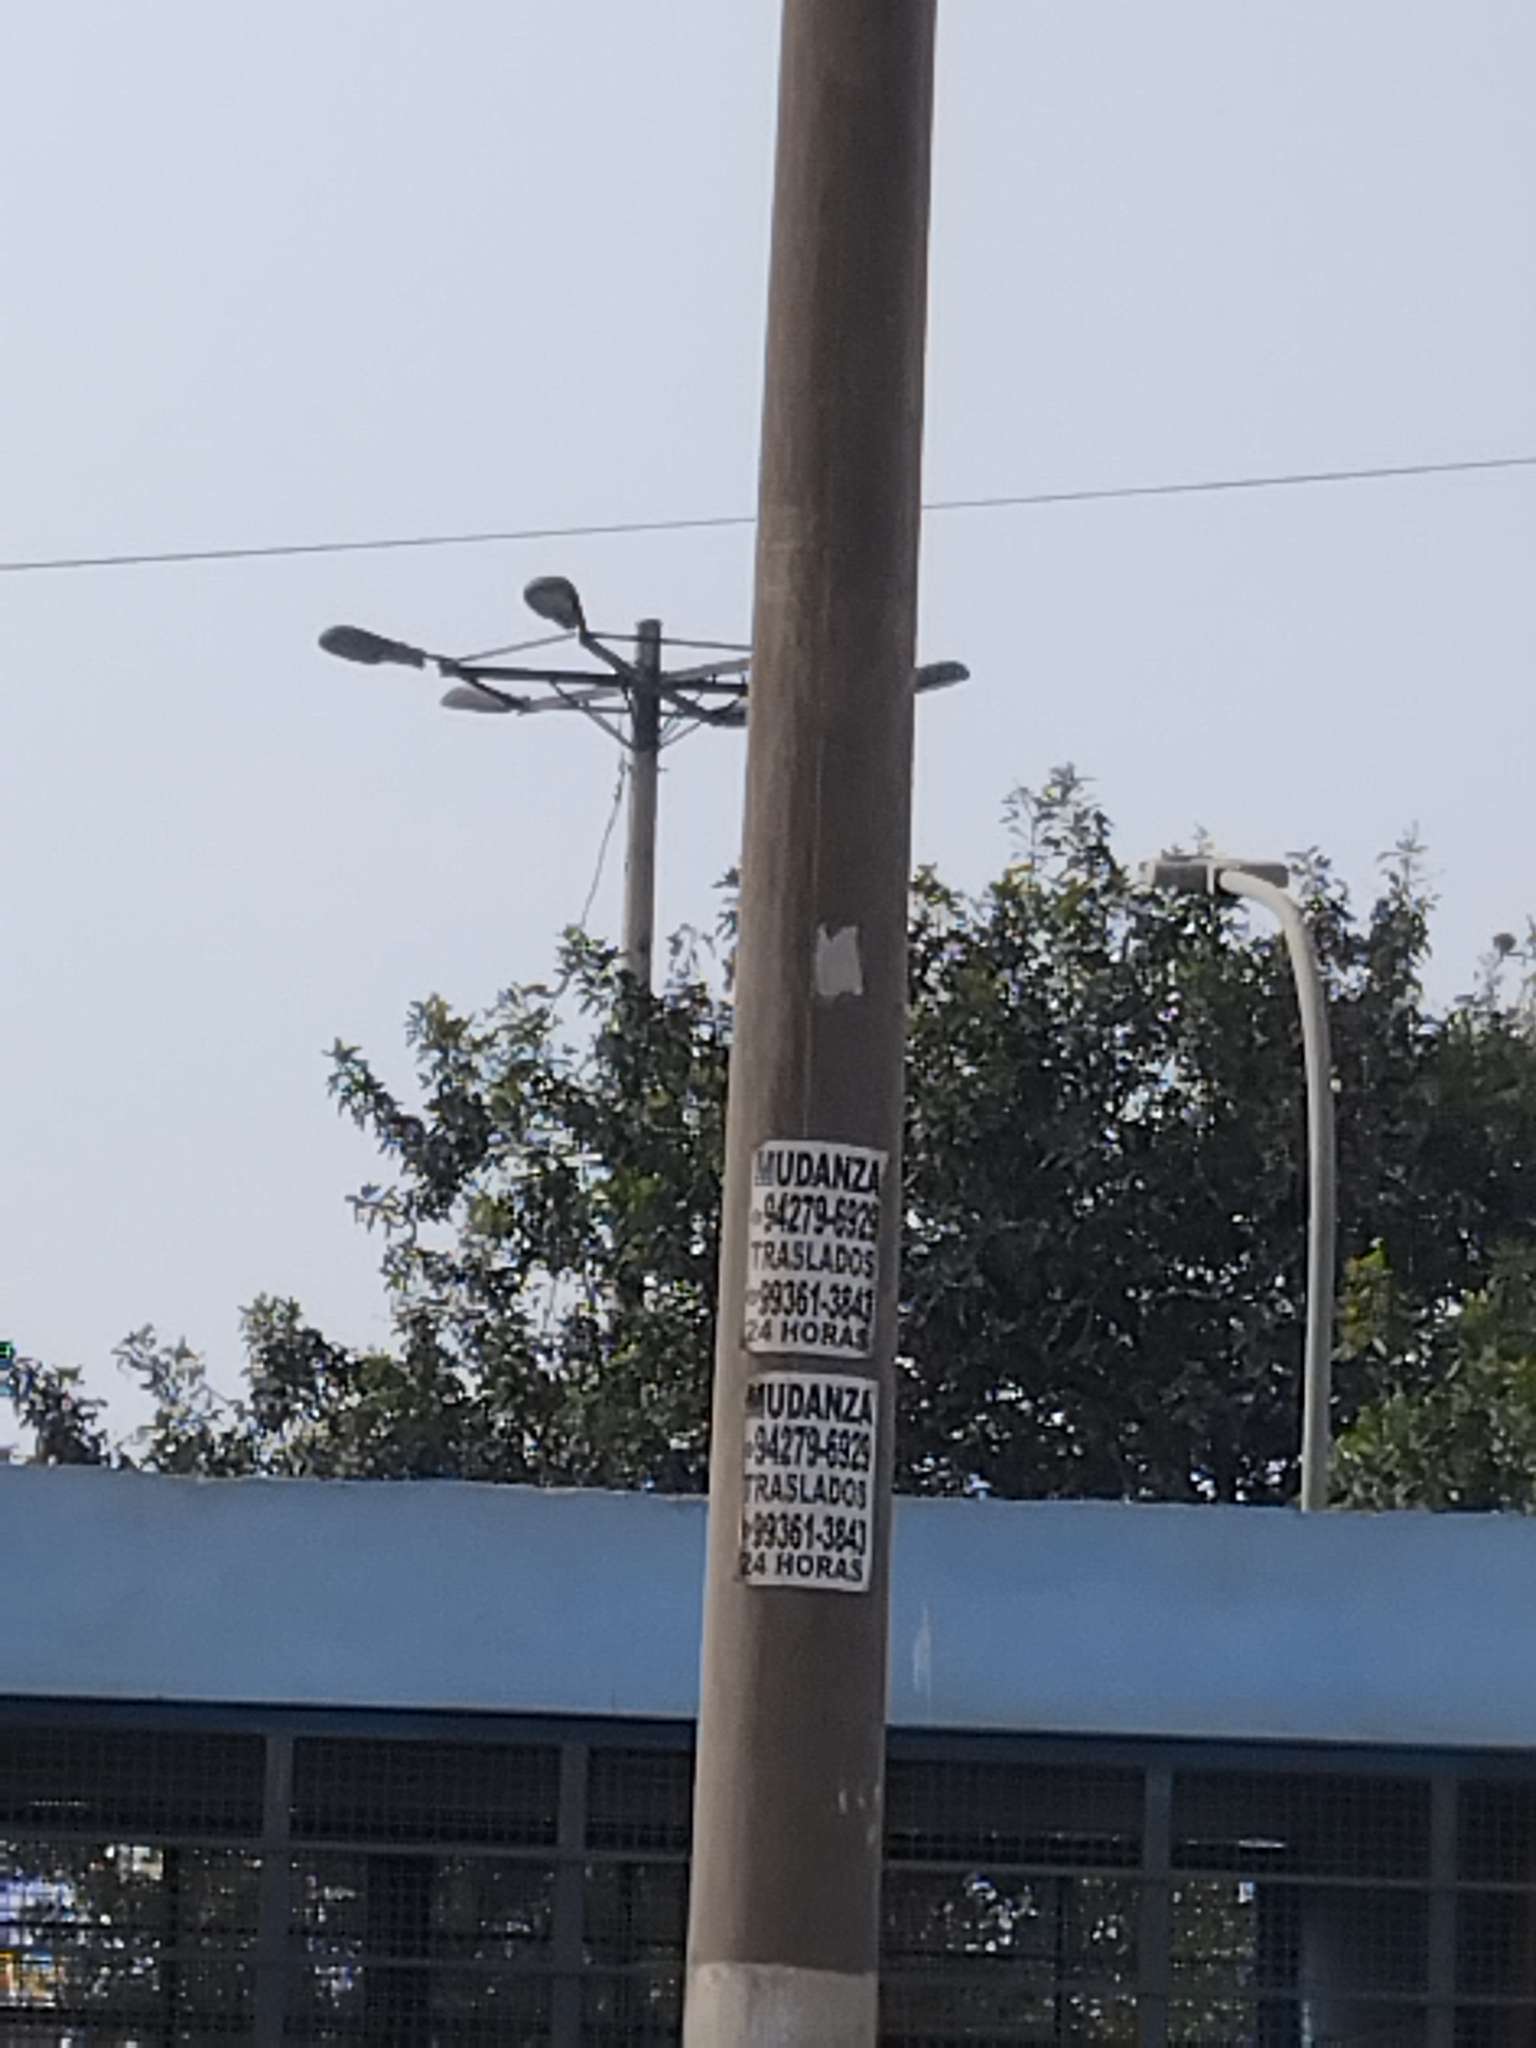 MUDANZA
94279-6929
TRASLADOS
99361-3843
24 HORAS
MUDANZA
94279-6929
TRASLADOS
99361-3843
24 HORAS